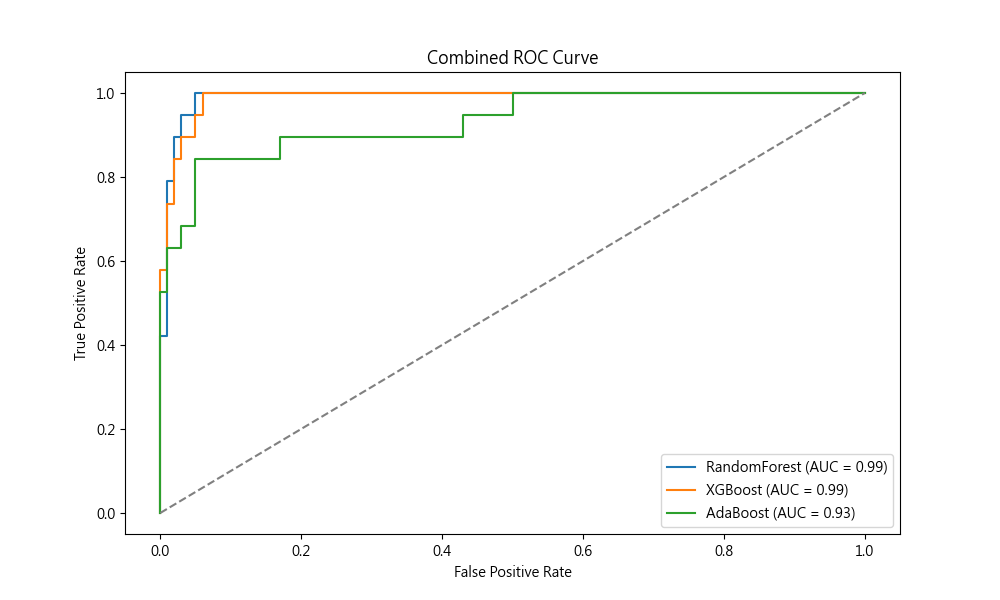 Combined ROC Curve
True Positive Rate
1.0
0.8
0.6
0.4
0.2
0.0
0.0 0.2 0.4 0.6 0.8 1.0
False Positive Rate
RandomForest (AUC = 0.99)
XGBoost (AUC = 0.99)
AdaBoost (AUC = 0.93)